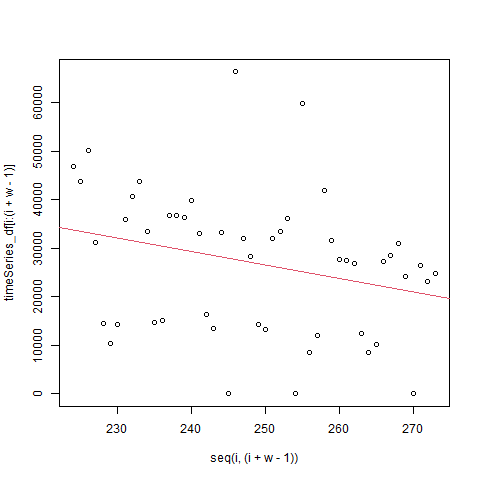 timeSeries_df[i:(i + w - 1)]
60000
50000
40000
30000
20000
10000
0
230 240 250 260 270
seq(i, (i + w - 1))